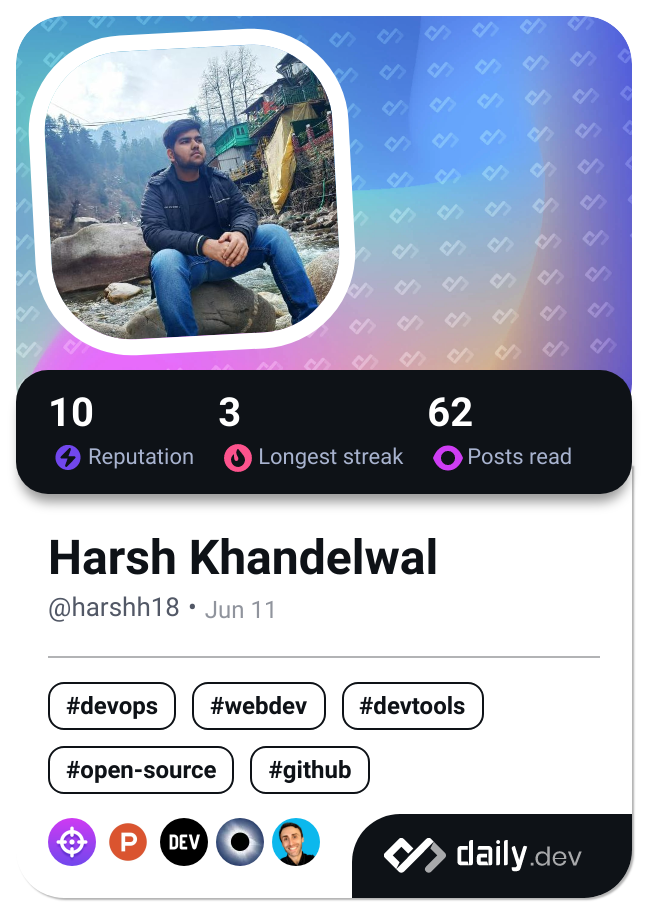 10 3 62
Reputation Longest streak Posts read
Harsh Khandelwal
@harshh18 • Jun 11
#devops #webdev #devtools
#open-source #github
P DEV
daily.dev